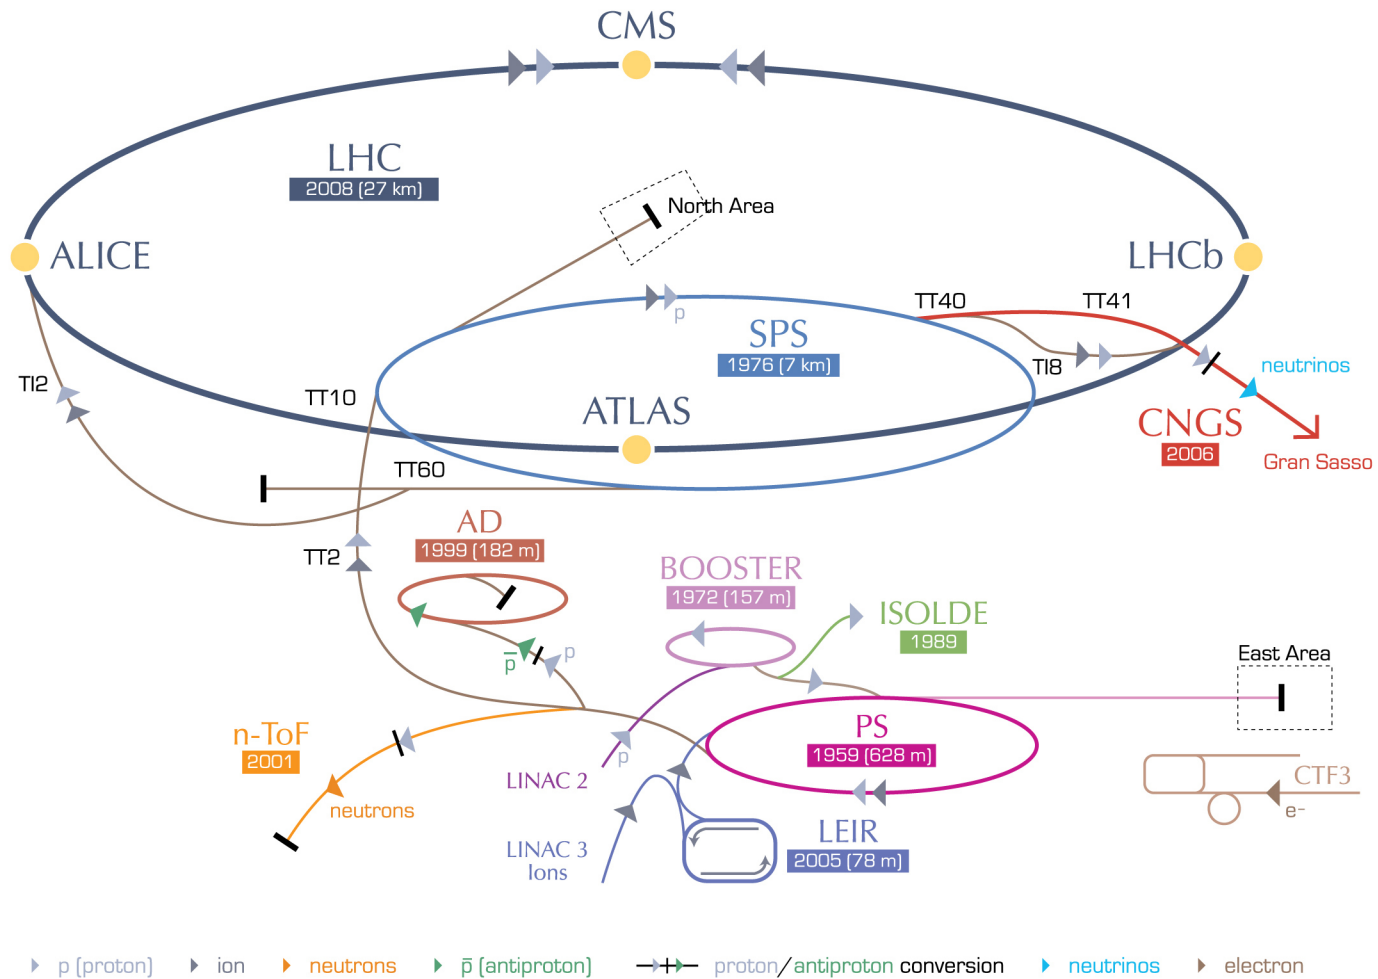 CMS
LHC
2008 (27 km)
North Area
ALICE
LHCb
TT40
TT41
p
SPS
1976 (7 km)
TI8
neutrinos
TI2
TT10
ATLAS
CNGS
2006
Gran Sasso
TT60
AD
1999 (182 m)
TT2
BOOSTER
1972 (157 m)
ISOLDE
1989
p̅
p
East Area
n-ToF
2001
PS
1959 (628 m)
p
LINAC 2
neutrons
CTF3
e-
LINAC 3
Ions
LEIR
2005 (78 m)
p (proton) ion neutrons p̅ (antiproton) proton/antiproton conversion neutrinos electron